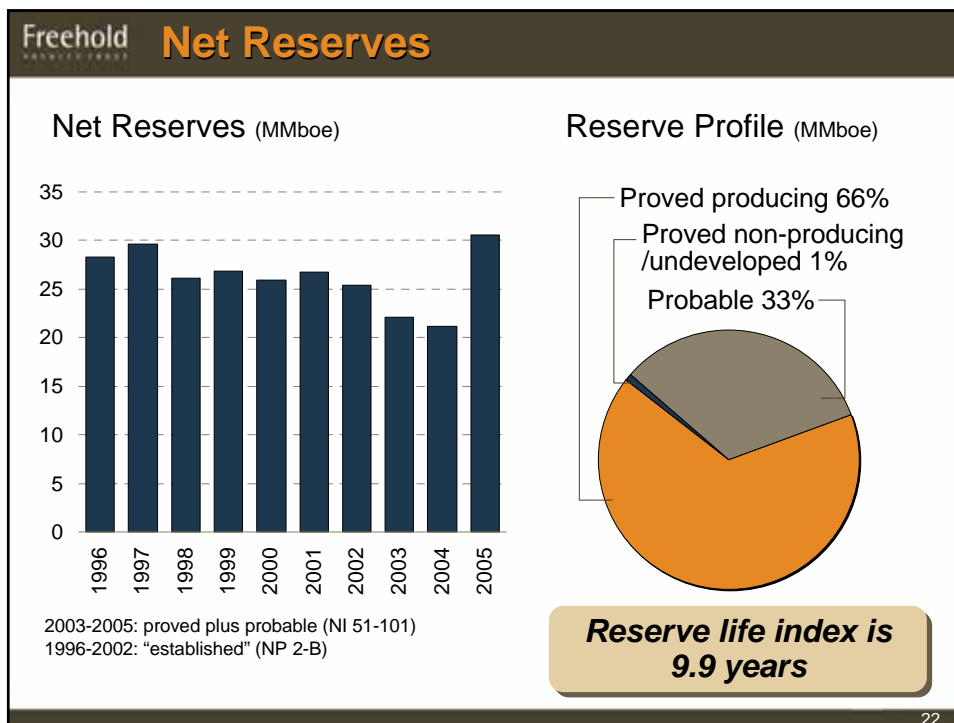 Freehold
ROYALTY TRUST
Net Reserves
Net Reserves (MMboe)
35
30
25
20
15
10
5
0
1996
1997
1998
1999
2000
2001
2002
2003
2004
2005
2003-2005: proved plus probable (NI 51-101)
1996-2002: “established” (NP 2-B)
Reserve Profile (MMboe)
Proved producing 66%
Proved non-producing
/undeveloped 1%
Probable 33%
Reserve life index is
9.9 years
22